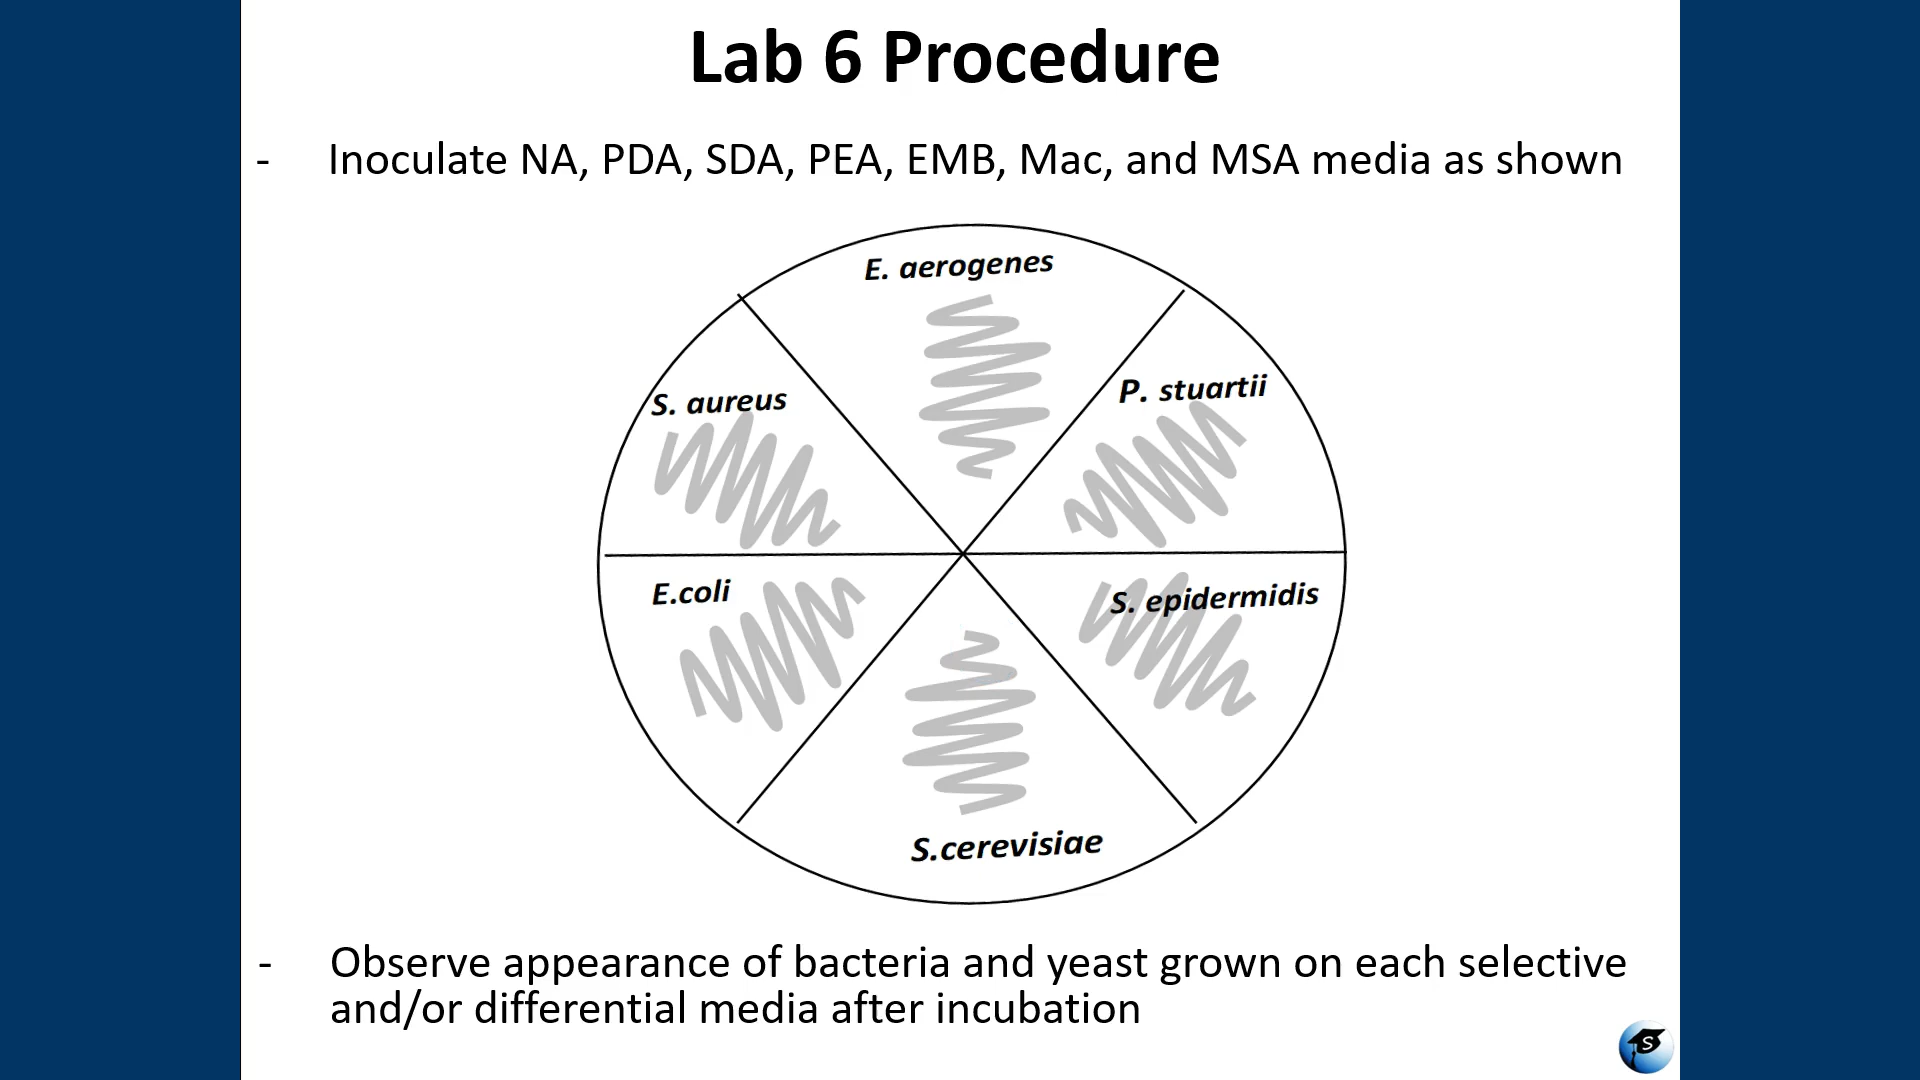 Lab 6 Procedure
- Inoculate NA, PDA, SDA, PEA, EMB, Mac, and MSA media as shown
E. aerogenes
S. aureus
P. stuartii
E.coli
S. epidermidis
S.cerevisiae
- Observe appearance of bacteria and yeast grown on each selective
and/or differential media after incubation
S